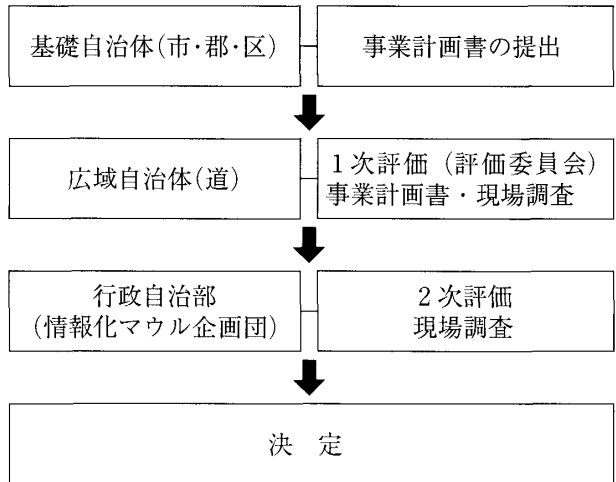 基礎自治体(市·郡·区)
事業計画書の提出
広域自治体(道)
1次評価(評価委員会)
事業計画書・現場調査
行政自治部
(情報化マウル企画団)
2次評価
現場調査
決 定